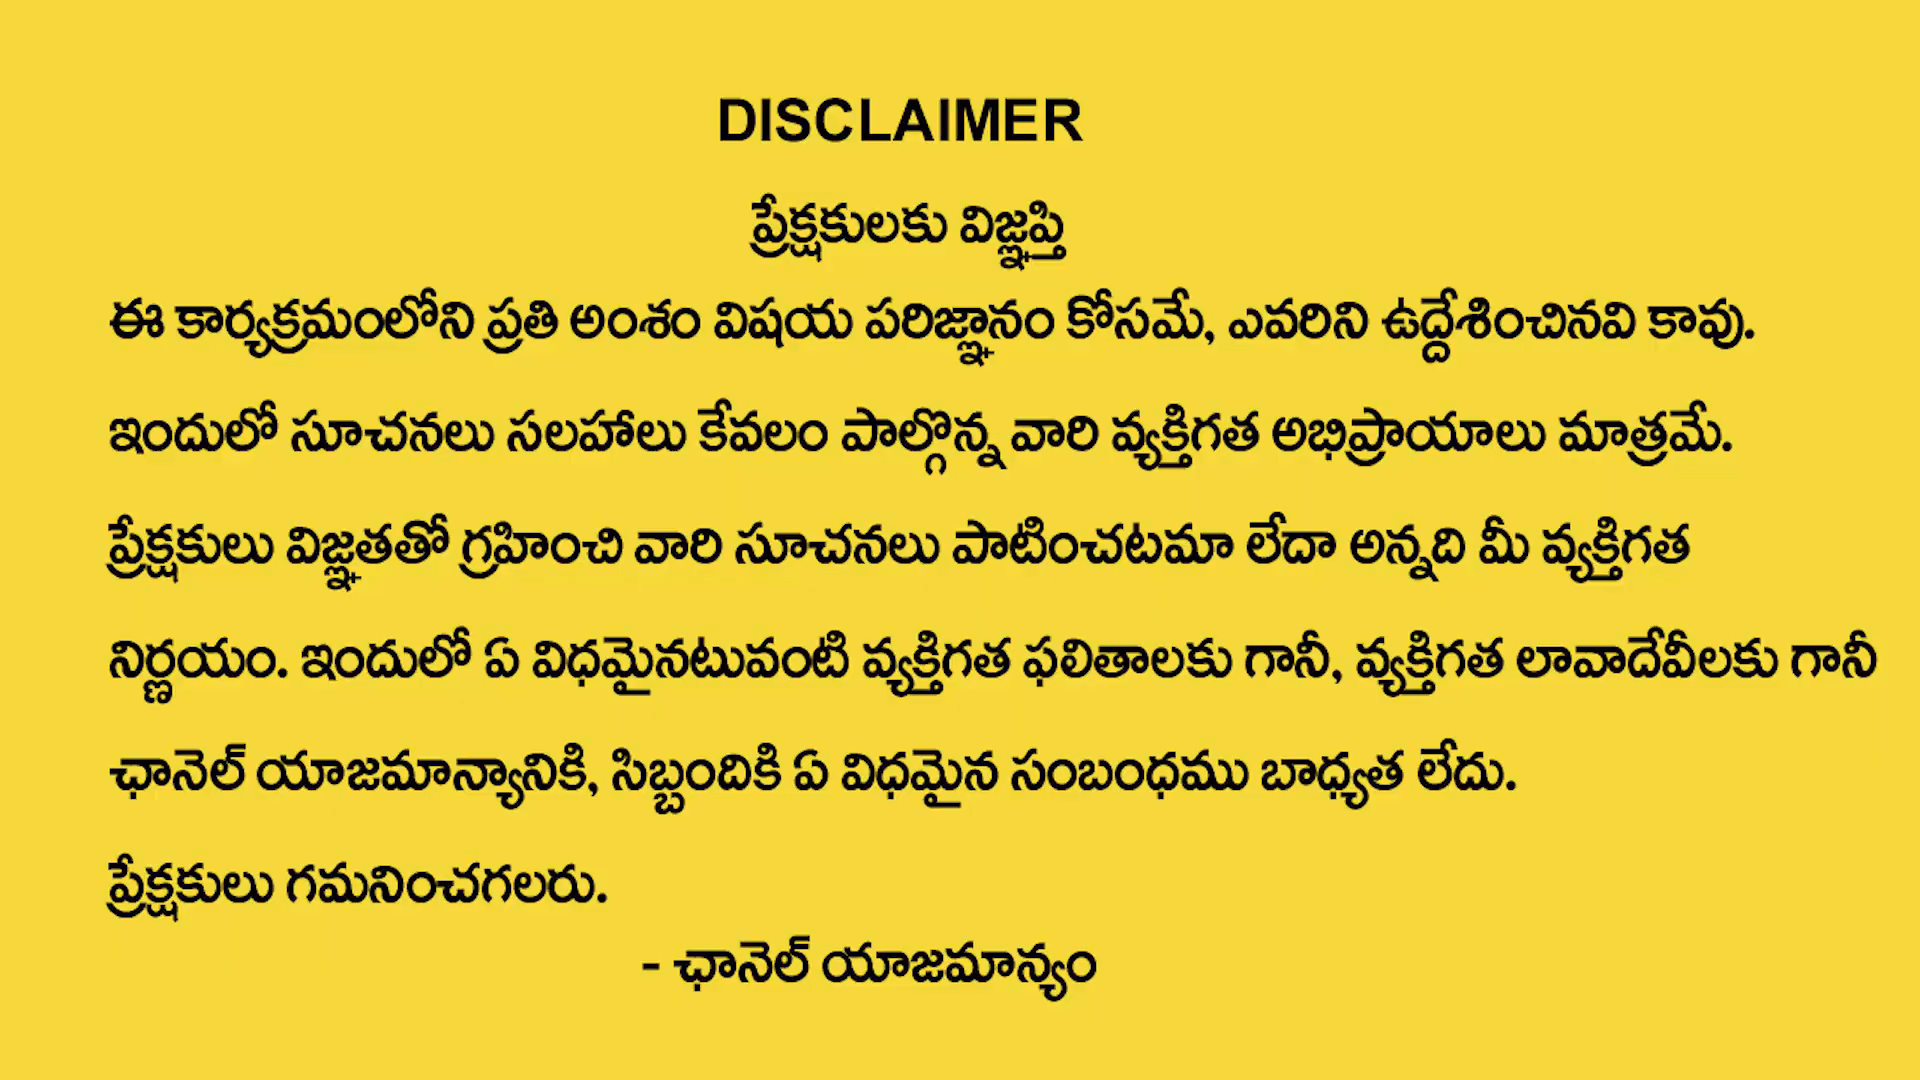 DISCLAIMER
ప్రేక్షకులకు విజ్ఞప్తి
ఈ కార్యక్రమంలోని ప్రతి అంశం విషయ పరిజ్ఞానం కోసమే, ఎవరిని ఉద్దేశించినవి కావు.
ఇందులో సూచనలు సలహాలు కేవలం పాల్గొన్న వారి వ్యక్తిగత అభిప్రాయాలు మాత్రమే.
ప్రేక్షకులు విజ్ఞతతో గ్రహించి వారి సూచనలు పాటించటమా లేదా అన్నది మీ వ్యక్తిగత
నిర్ణయం. ఇందులో ఏ విధమైనటువంటి వ్యక్తిగత ఫలితాలకు గానీ, వ్యక్తిగత లావాదేవీలకు గానీ
ఛానెల్ యాజమాన్యానికి, సిబ్బందికి ఏ విధమైన సంబంధము బాధ్యత లేదు.
ప్రేక్షకులు గమనించగలరు.
- ఛానెల్ యాజమాన్యం